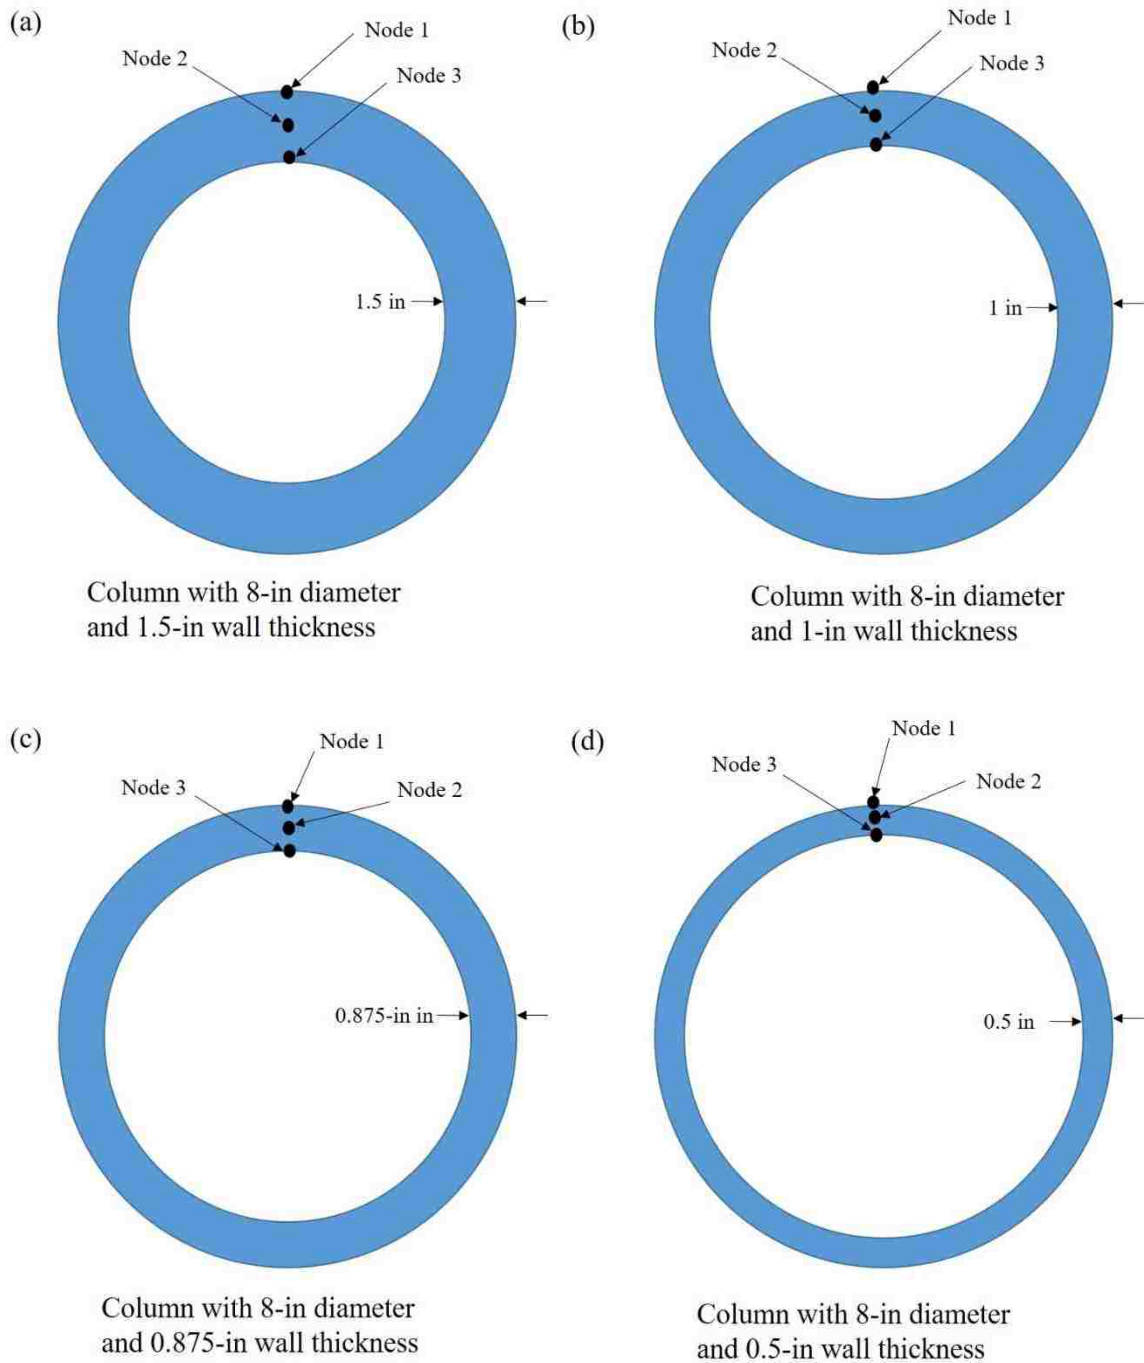 (a)
Node 1
Node 2
Node 3
1.5 in
Column with 8-in diameter
and 1.5-in wall thickness
(b)
Node 1
Node 2
Node 3
1 in
Column with 8-in diameter
and 1-in wall thickness
(c)
Node 1
Node 3
Node 2
0.875-in in
Column with 8-in diameter
and 0.875-in wall thickness
(d)
Node 1
Node 3
Node 2
0.5 in
Column with 8-in diameter
and 0.5-in wall thickness